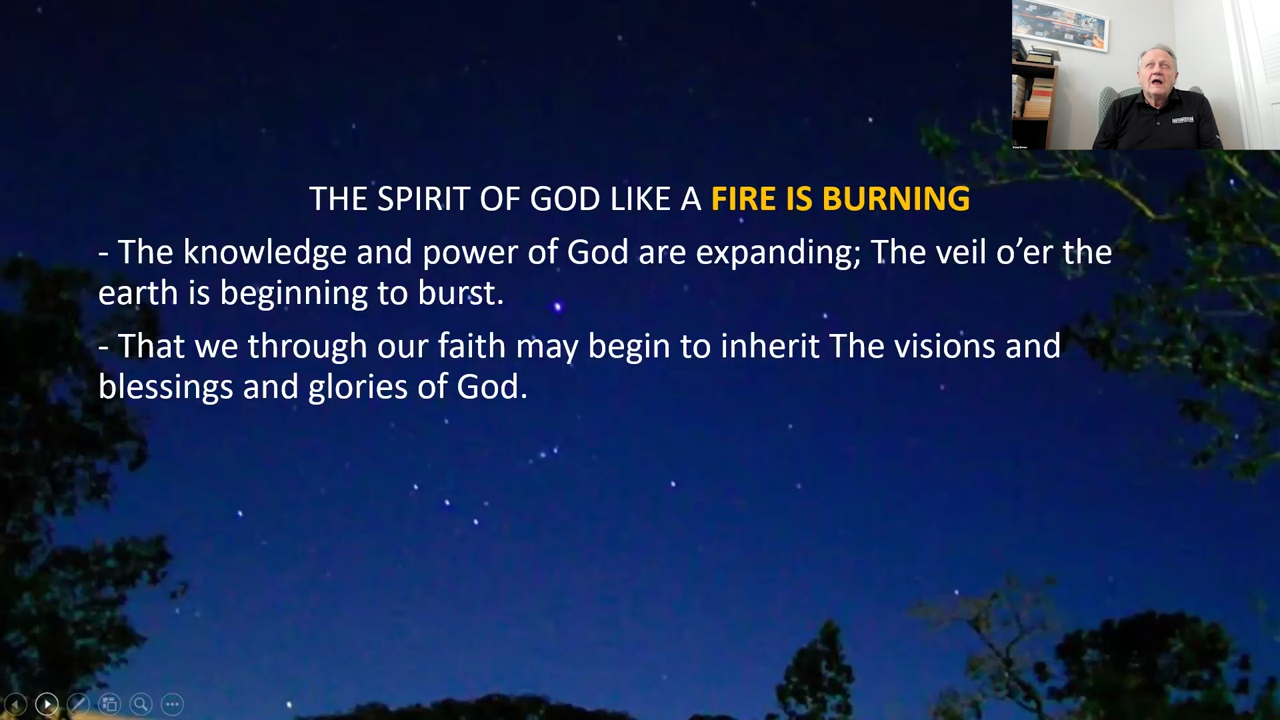 THE SPIRIT OF GOD LIKE A FIRE IS BURNING
- The knowledge and power of God are expanding; The veil o’er the
earth is beginning to burst.
- That we through our faith may begin to inherit The visions and
blessings and glories of God.